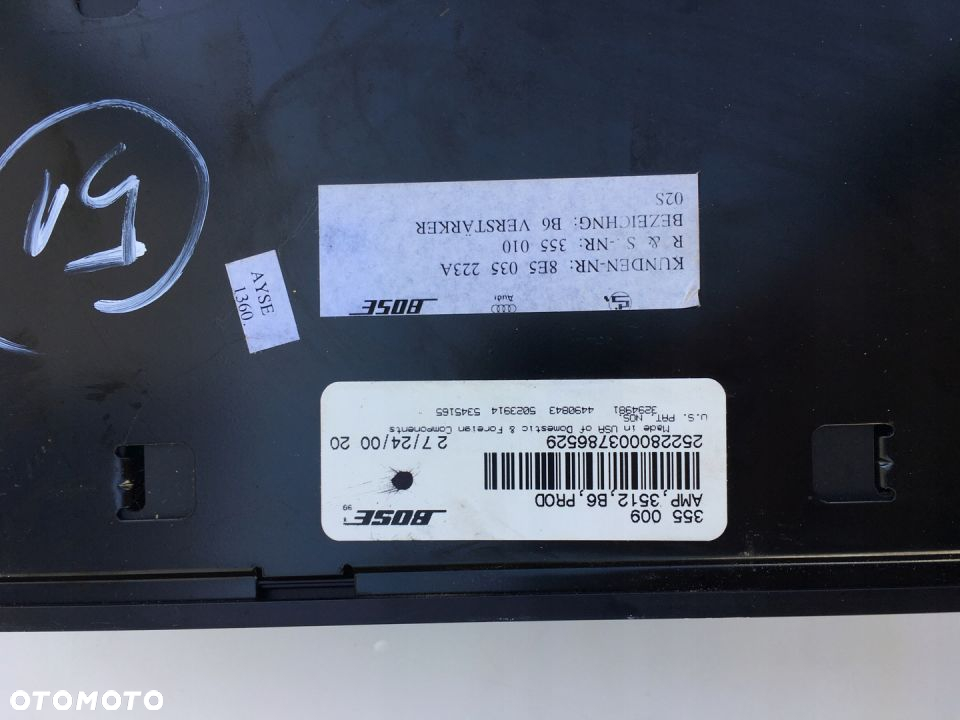 355 009
AMP, 3512, B6, PROD
BOSE
99
252280003786529
Made in USA of Domestic & Foreign Components
2 7/24/00 20
U.S. PAT. NOS.
3294981 4490843 5023914 5345165
BOSE
Audi
KUNDEN-NR: 8E5 035 223A
R & S.-NR: 355 010
BEZEICHNG: B6 VERSTÄRKER
02S
AYSE
1360.
OTOMOTO